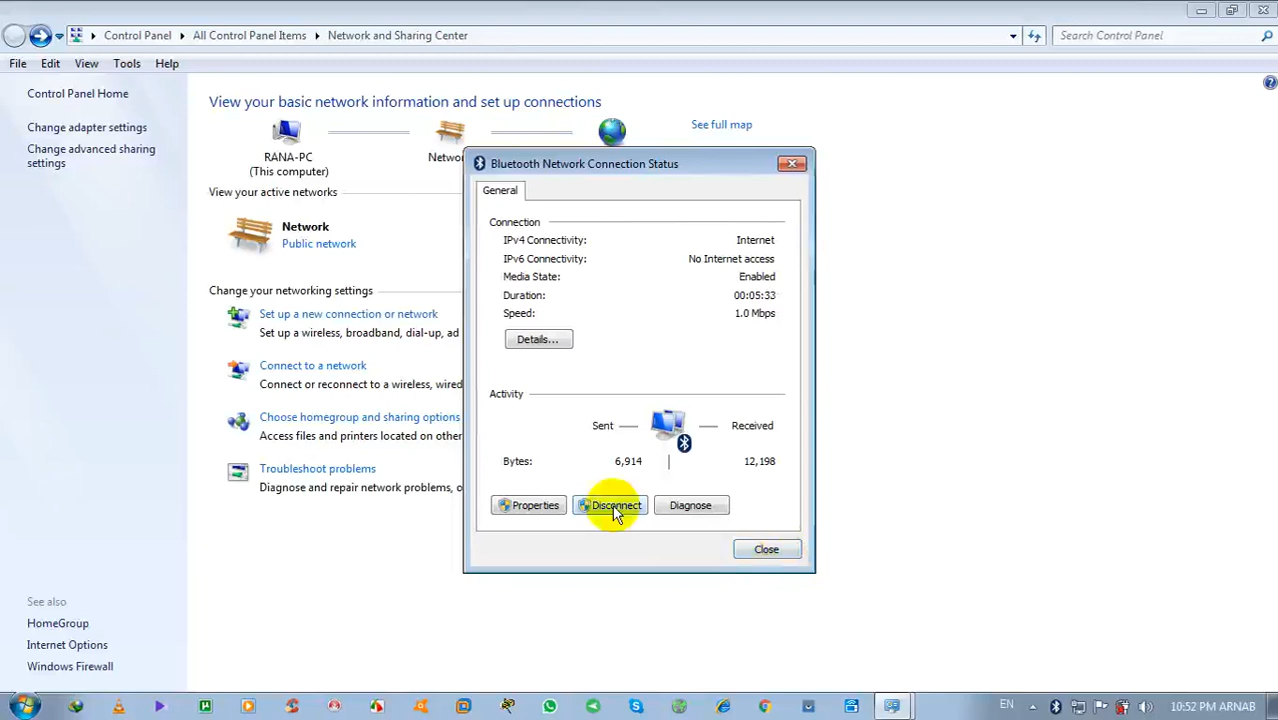 Control Panel
All Control Panel Items
Network and Sharing Center
Search Control Panel
File Edit View Tools Help
Control Panel Home
Change adapter settings
Change advanced sharing
settings
View your basic network information and set up connections
See full map
RANA-PC
(This computer)
Networ
View your active networks
Network
Public network
Change your networking settings
Set up a new connection or network
Set up a wireless, broadband, dial-up, ad
Connect to a network
Connect or reconnect to a wireless, wired
Choose homegroup and sharing options
Access files and printers located on other
Troubleshoot problems
Diagnose and repair network problems, o
Bluetooth Network Connection Status
General
Connection
IPv4 Connectivity: Internet
IPv6 Connectivity: No Internet access
Media State: Enabled
Duration: 00:05:33
Speed: 1.0 Mbps
Details...
Activity
Sent Received
Bytes: 6,914 12,198
Properties Disconnect Diagnose
Close
See also
HomeGroup
Internet Options
Windows Firewall
EN
10:52 PM ARNAB